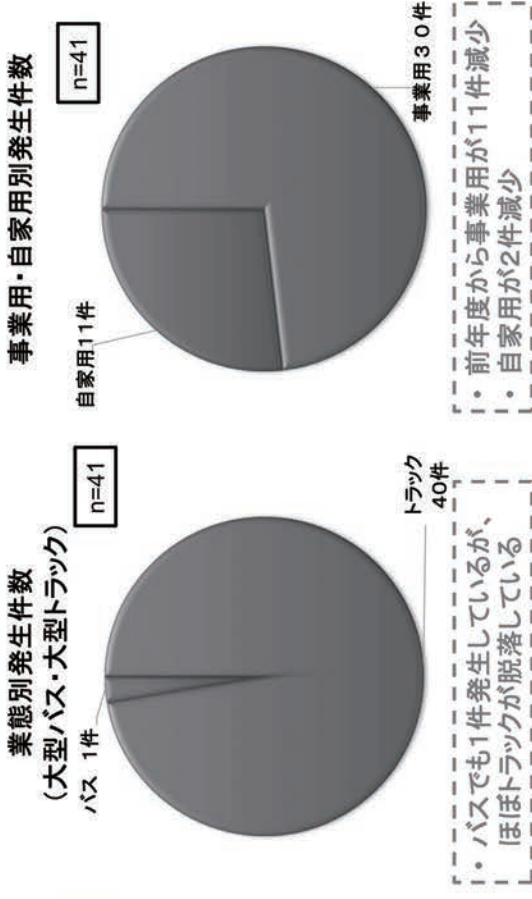 業態別発生件数
(大型バス・大型トラック)
n=41
バス 1件
トラック
40件
・ バスでも1件発生しているが、
ほぼトラックが脱落している
事業用・自家用別発生件数
n=41
自家用11件
事業用30件
・ 前年度から事業用が11件減少
・ 自家用が2件減少